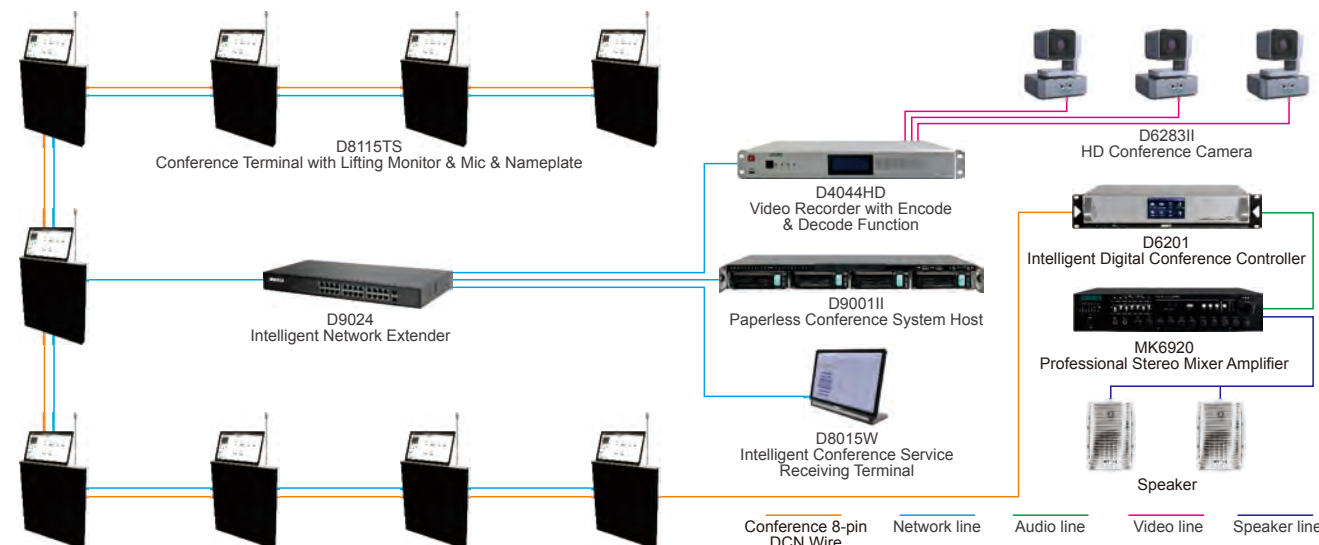 D8115TS
Conference Terminal with Lifting Monitor & Mic & Nameplate
D6283II
HD Conference Camera
D4044HD
Video Recorder with Encode
& Decode Function
D6201
Intelligent Digital Conference Controller
D9024
Intelligent Network Extender
D9001II
Paperless Conference System Host
MK6920
Professional Stereo Mixer Amplifier
D8015W
Intelligent Conference Service
Receiving Terminal
Speaker
Conference 8-pin
DCN Wire
Network line
Audio line
Video line
Speaker line